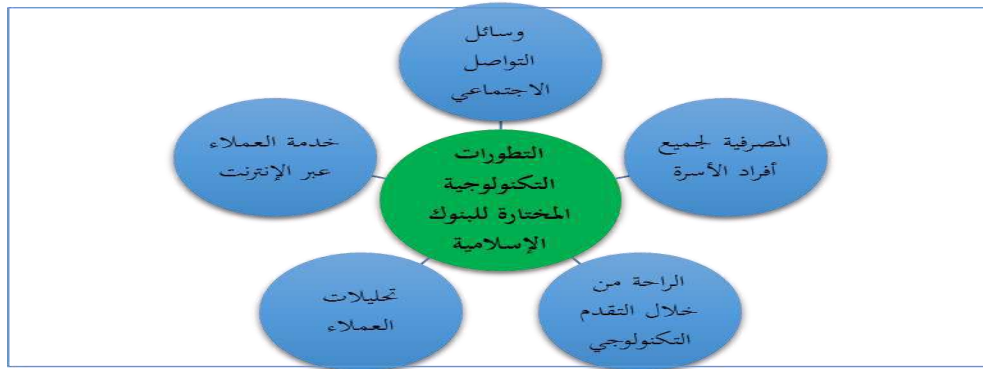 وسائل
التواصل
الاجتماعي
المصرفية لجميع
أفراد الأسرة
خدمة العملاء
عبر الإنترنت
التطورات
التكنولوجية
المختارة للبنوك
الإسلامية
الراحة من
خلال التقدم
التكنولوجي
تحليلات
العملاء